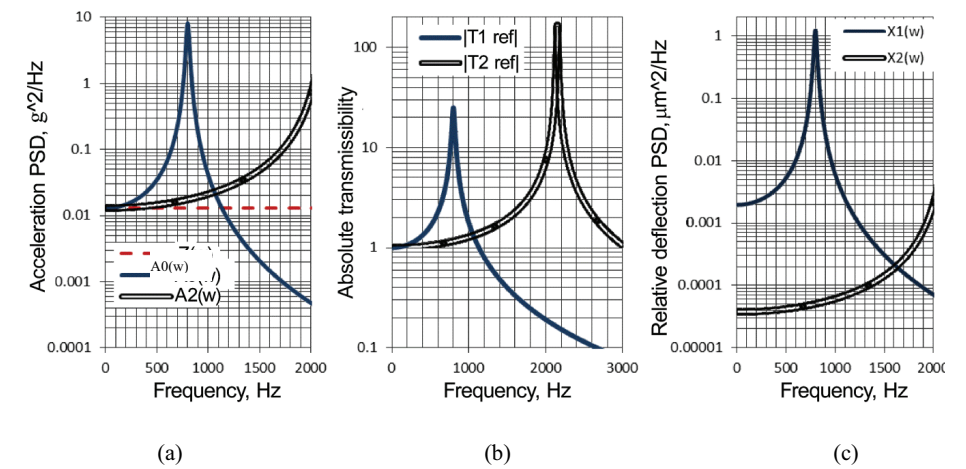 Acceleration PSD, g^2/Hz
10
1
0.1
0.01
0.001
0.0001
A0(w)
A2(w)
0 500 1000 1500 2000
Frequency, Hz
(a)
Absolute transmissibility
100
10
1
0.1
|T1 ref|
|T2 ref|
0 1000 2000 3000
Frequency, Hz
(b)
Relative deflection PSD, µm^2/Hz
1
0.1
0.01
0.001
0.0001
0.00001
X1(w)
X2(w)
0 500 1000 1500 2000
Frequency, Hz
(c)